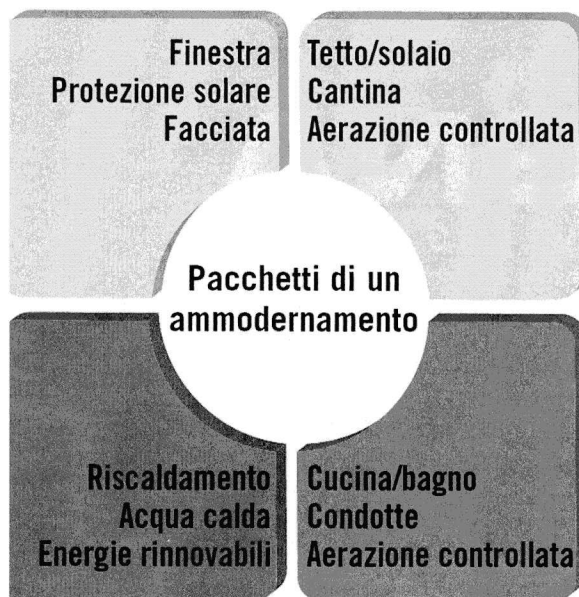 Finestra
Protezione solare
Facciata
Tetto/solaio
Cantina
Aerazione controllata
Pacchetti di un
ammodernamento
Riscaldamento
Acqua calda
Energie rinnovabili
Cucina/bagno
Condotte
Aerazione controllata